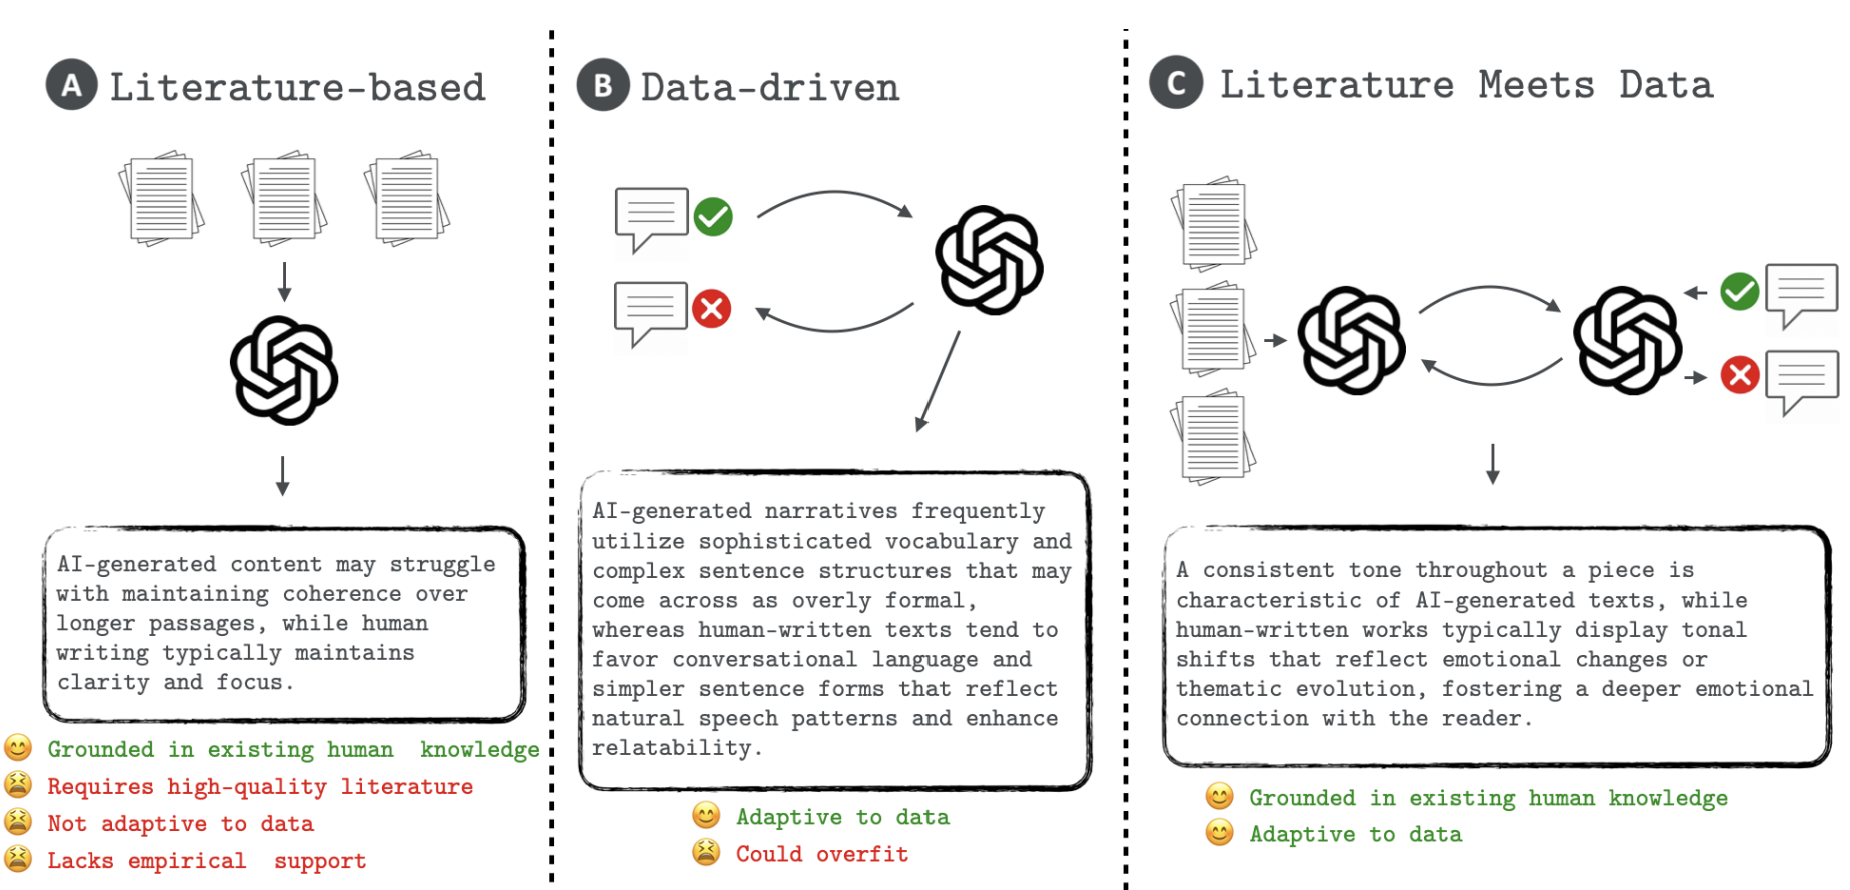 A Literature-based
AI-generated content may struggle
with maintaining coherence over
longer passages, while human
writing typically maintains
clarity and focus.
Grounded in existing human knowledge
Requires high-quality literature
Not adaptive to data
Lacks empirical support
B Data-driven
AI-generated narratives frequently
utilize sophisticated vocabulary and
complex sentence structures that may
come across as overly formal,
whereas human-written texts tend to
favor conversational language and
simpler sentence forms that reflect
natural speech patterns and enhance
relatability.
Adaptive to data
Could overfit
C Literature Meets Data
A consistent tone throughout a piece is
characteristic of AI-generated texts, while
human-written works typically display tonal
shifts that reflect emotional changes or
thematic evolution, fostering a deeper emotional
connection with the reader.
Grounded in existing human knowledge
Adaptive to data